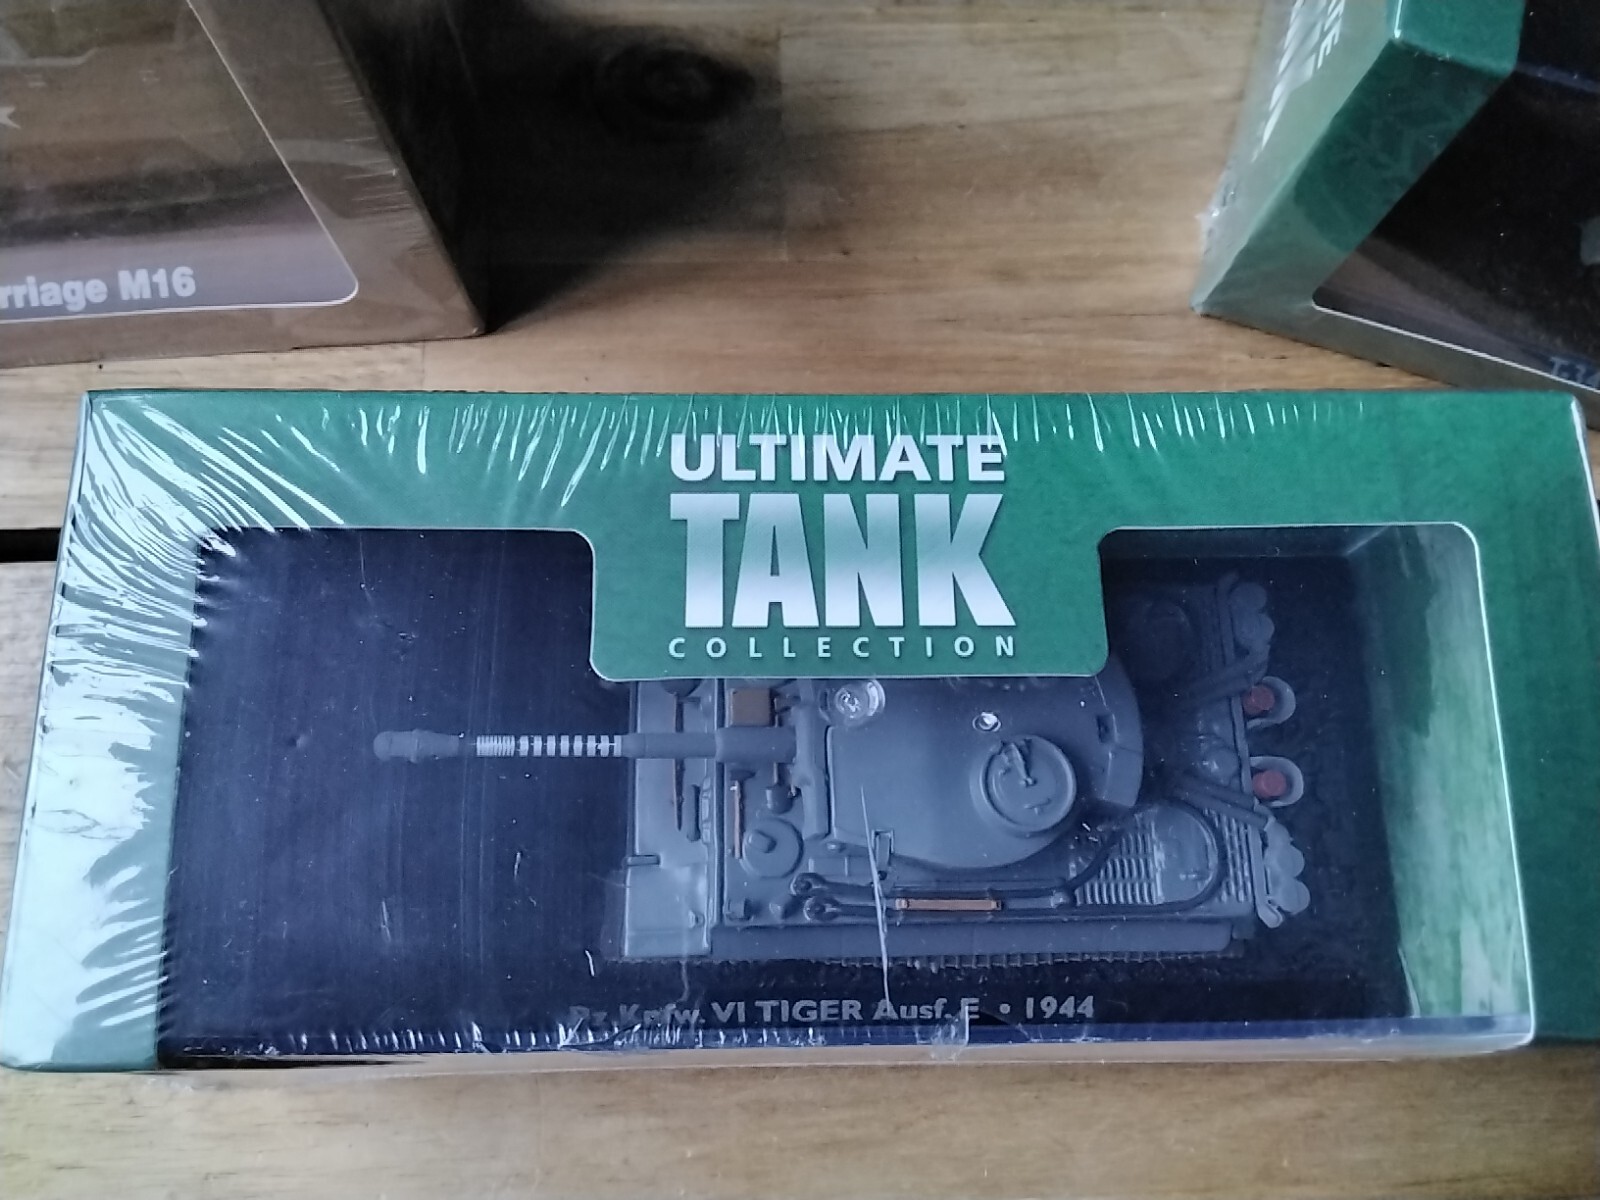 rriage M16
ULTIMATE
TANK
COLLECTION
Pz.Kpfw. VI TIGER Ausf. E • 1944